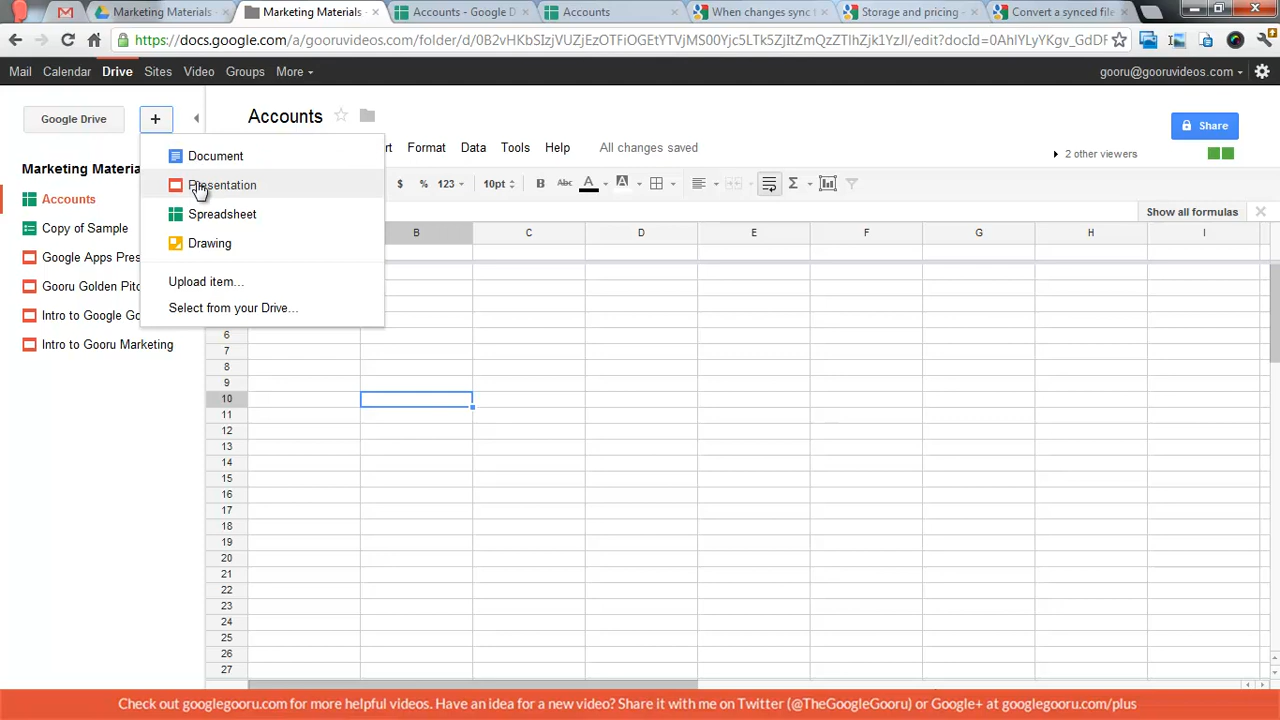 Marketing Materials
Marketing Materials
Accounts - Google D
Accounts
When changes sync
Storage and pricing -
Convert a synced file
https://docs.google.com/a/gooruvideos.com/folder/
Mail Calendar Drive Sites Video Groups More
gooru@gooruvideos.com
Google Drive
+
Accounts
Share
Format Data Tools Help All changes saved
2 other viewers
Document
Presentation
Spreadsheet
Drawing
Upload item...
Select from your Drive...
Marketing Materia
Accounts
Copy of Sample
Google Apps Pres
Gooru Golden Pitc
Intro to Google Go
Intro to Gooru Marketing
$ % 123 10pt B Abc A A Σ
Show all formulas
B C D E F G H I
6
7
8
9
10
11
12
13
14
15
16
17
18
19
20
21
22
23
24
25
26
27
Check out googlegooru.com for more helpful videos. Have an idea for a new video? Share it with me on Twitter (@TheGoogleGooru) or Google+ at googlegooru.com/plus